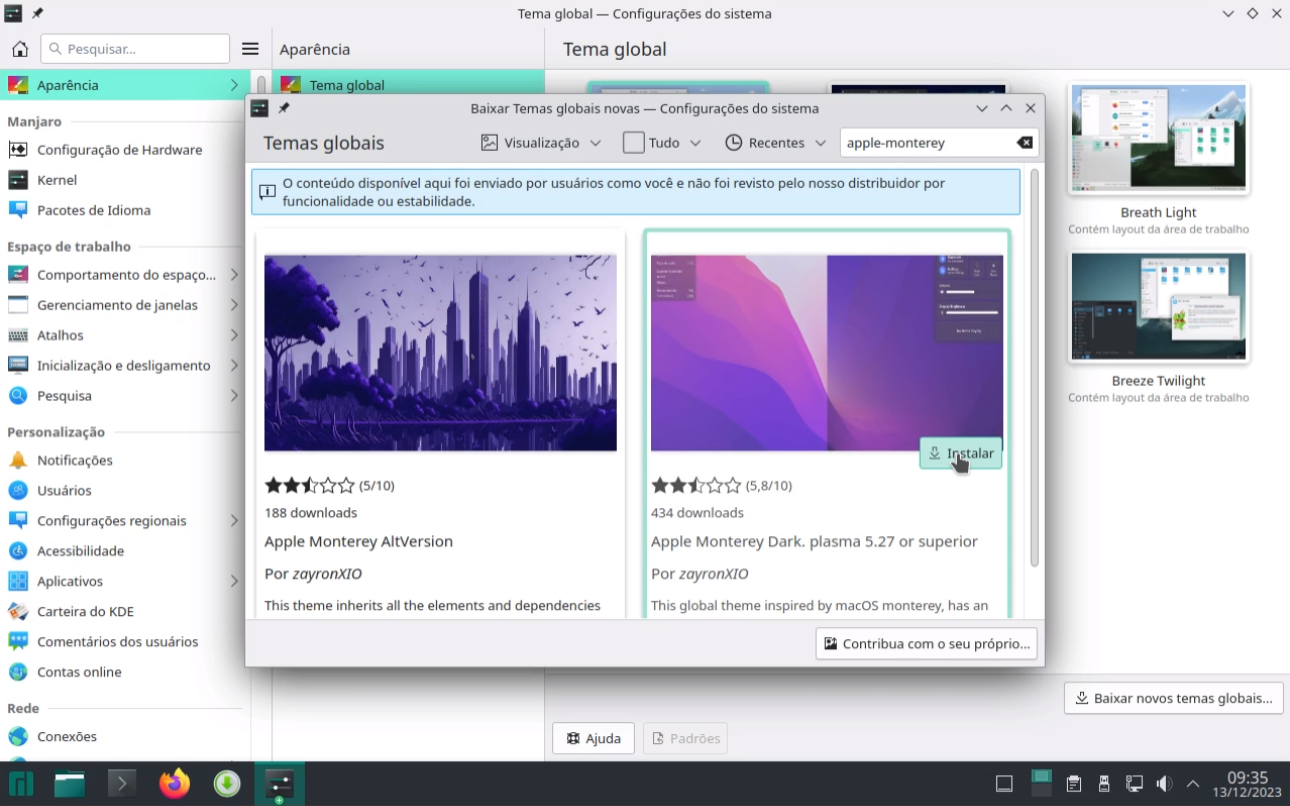 Tema global — Configurações do sistema
Pesquisar...
Aparência
Tema global
Aparência
Tema global
Manjaro
Configuração de Hardware
Kernel
Pacotes de Idioma
Espaço de trabalho
Comportamento do espaço...
Gerenciamento de janelas
Atalhos
Inicialização e desligamento
Pesquisa
Personalização
Notificações
Usuários
Configurações regionais
Acessibilidade
Aplicativos
Carteira do KDE
Comentários dos usuários
Contas online
Rede
Conexões
Baixar Temas globais novas — Configurações do sistema
Temas globais
Visualização
Tudo
Recentes
apple-monterey
O conteúdo disponível aqui foi enviado por usuários como você e não foi revisto pelo nosso distribuidor por
funcionalidade ou estabilidade.
(5/10)
188 downloads
Apple Monterey AltVersion
Por zayronXIO
This theme inherits all the elements and dependencies
Instalar
(5,8/10)
434 downloads
Apple Monterey Dark. plasma 5.27 or superior
Por zayronXIO
This global theme inspired by macOS monterey, has an
Contribua com o seu próprio...
Breath Light
Contém layout da área de trabalho
Breeze Twilight
Contém layout da área de trabalho
Baixar novos temas globais...
Ajuda
Padrões
09:35
13/12/2023